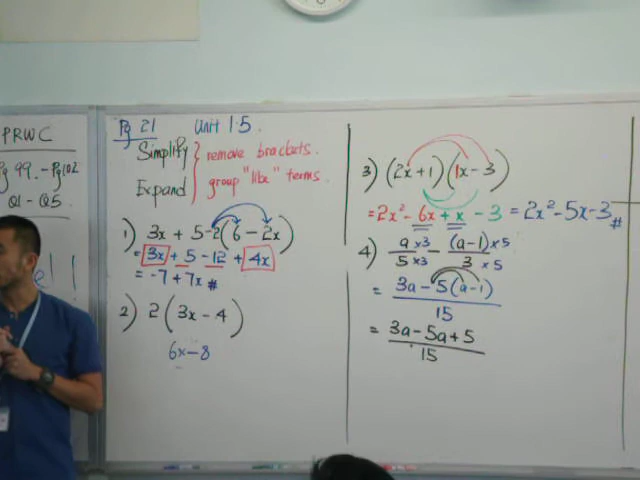 PRWC
Pg 99 - Pg 102
Q1 - Q5
Pg 21 Unit 1.5.
Simplify } remove brackets.
Expand } group "like" terms.
1) 3x + 5 - 2(6 - 2x)
= 3x + 5 - 12 + 4x
= -7 + 7x #
2) 2(3x - 4)
6x - 8
3) (2x + 1)(1x - 3)
= 2x² - 6x + x - 3 = 2x² - 5x - 3 #
4) a ×3 / 5 ×3 - (a-1) ×5 / 3 ×5
= 3a - 5(a-1) / 15
= 3a - 5a + 5 / 15